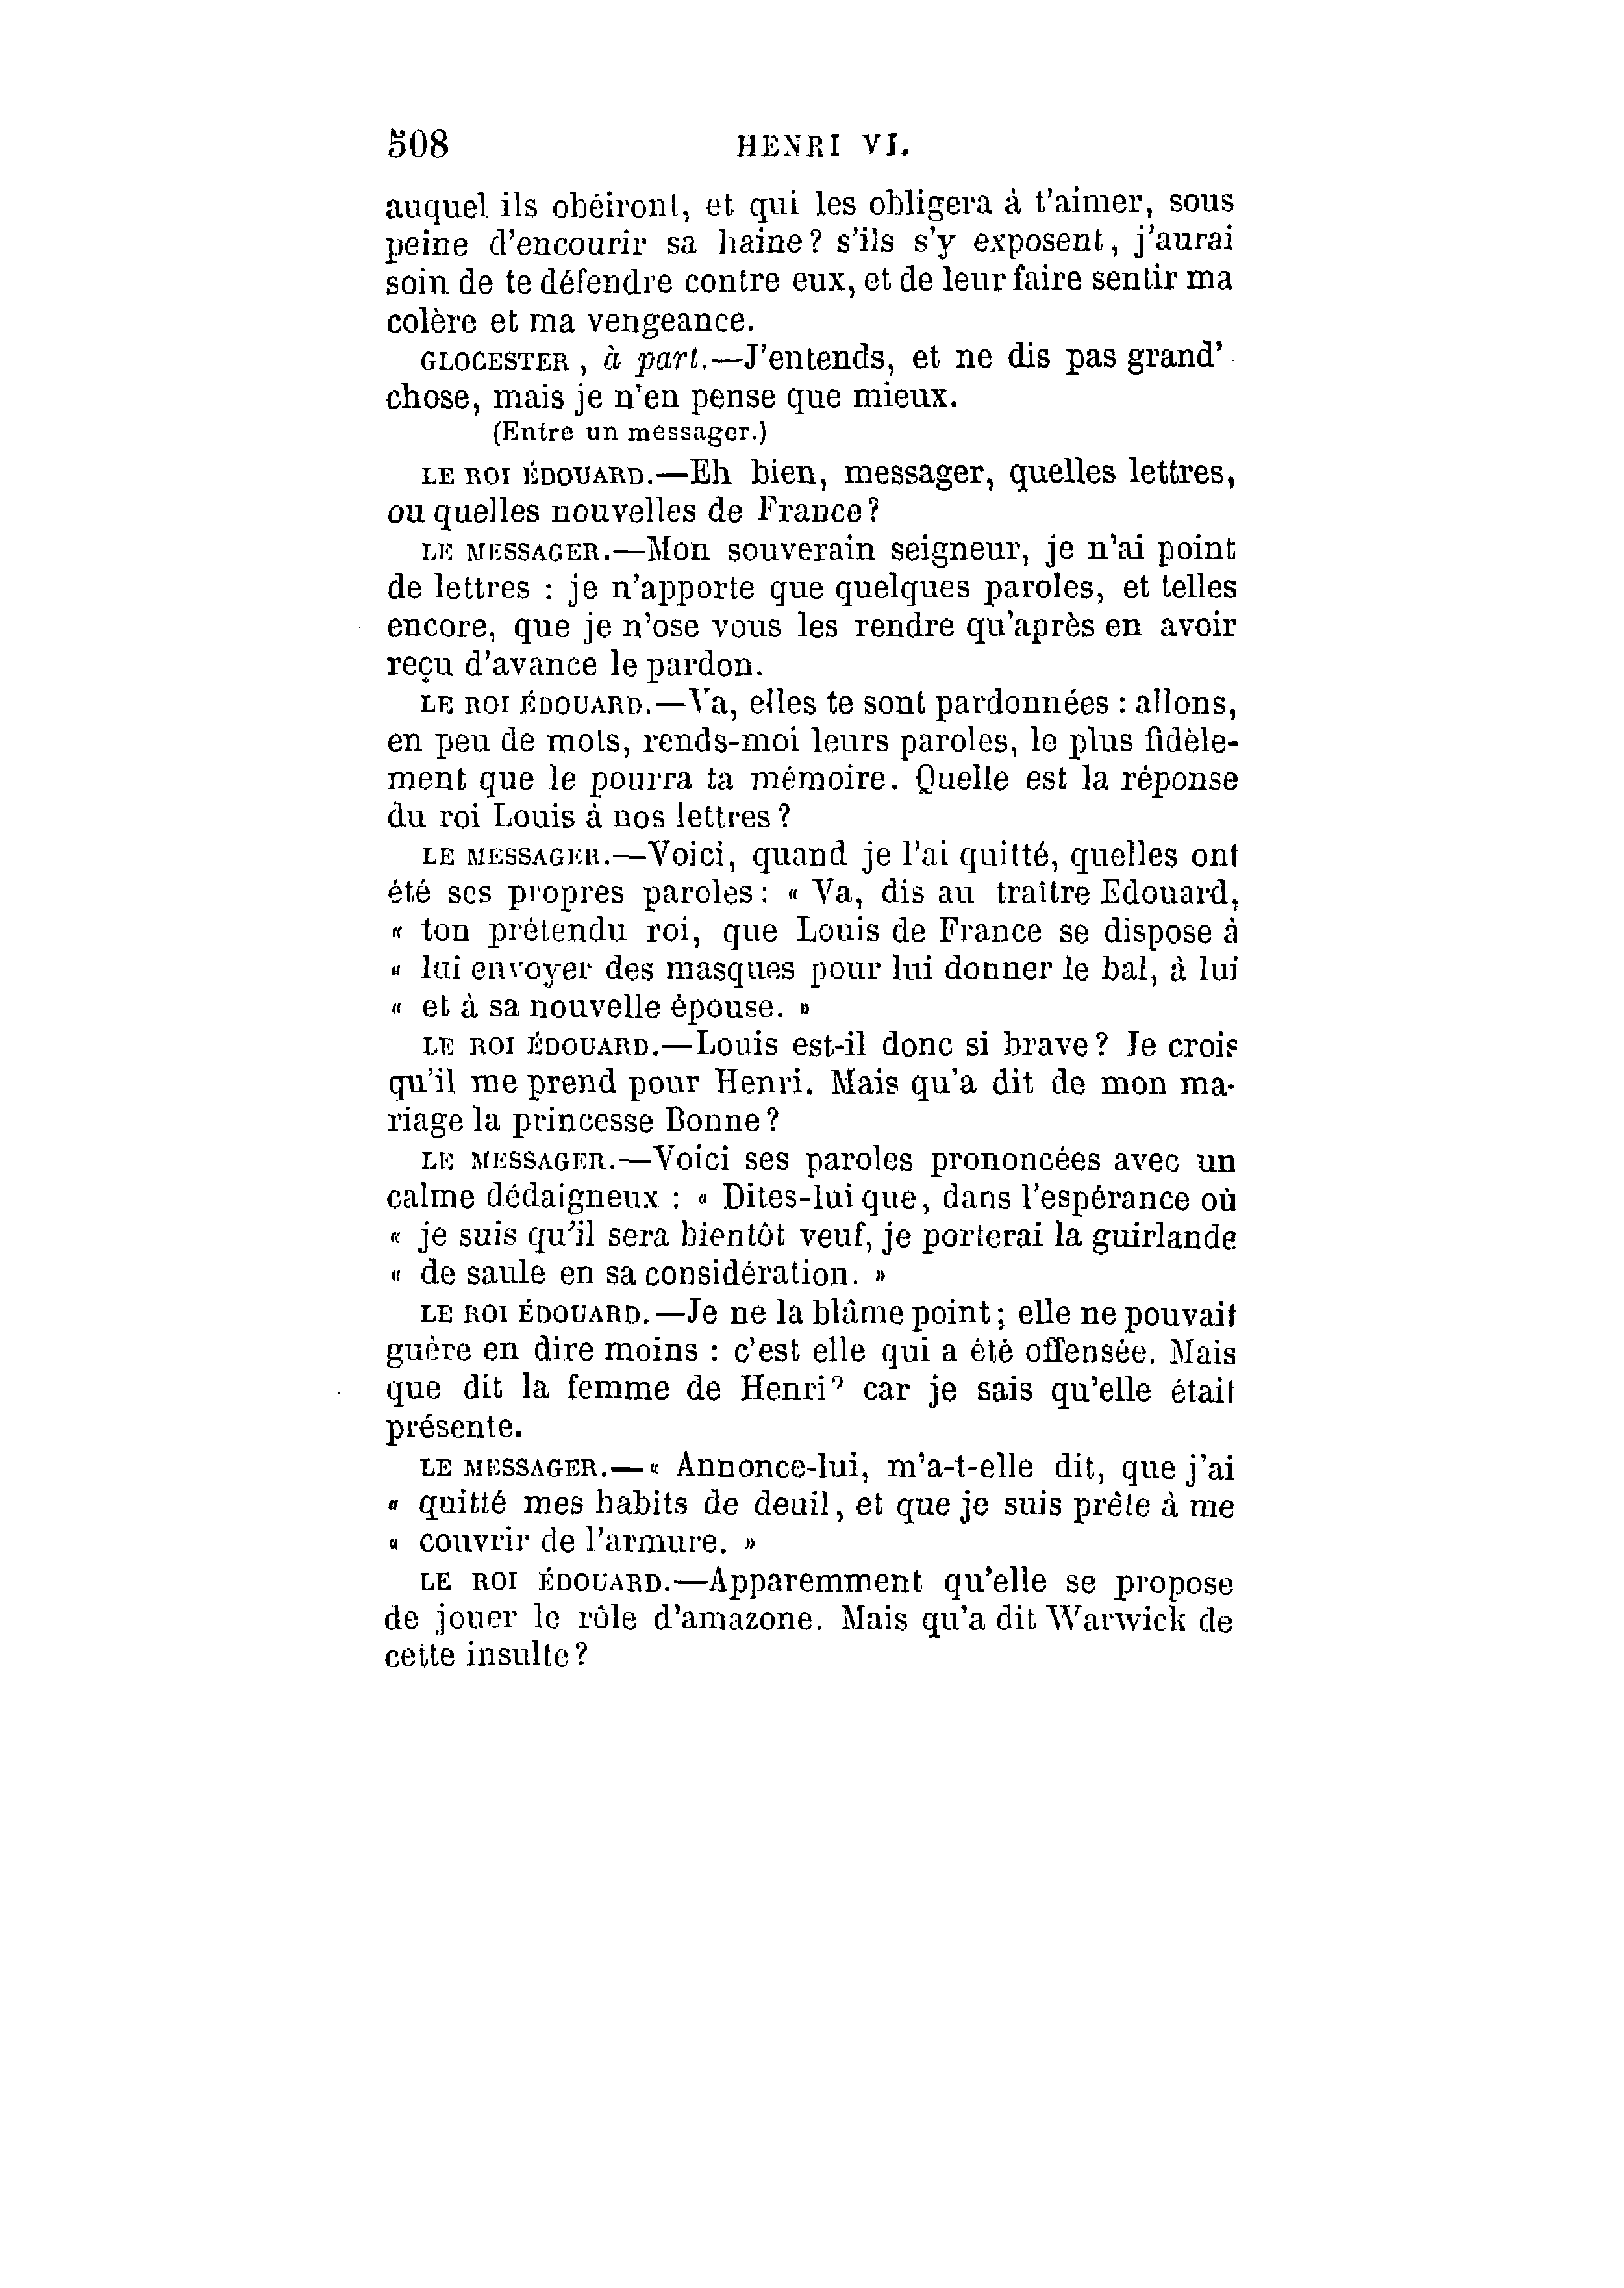 508 HENRI VI.
auquel ils obéiront, et qui les obligera à t'aimer, sous
peine d'encourir sa haine? s'ils s'y exposent, j'aurai
soin de te défendre contre eux, et de leur faire sentir ma
colère et ma vengeance.
GLOCESTER, à part.—J'entends, et ne dis pas grand'
chose, mais je n'en pense que mieux.
(Entre un messager.)
LE ROI ÉDOUARD.—Eh bien, messager, quelles lettres,
ou quelles nouvelles de France?
LE MESSAGER.—Mon souverain seigneur, je n'ai point
de lettres : je n'apporte que quelques paroles, et telles
encore, que je n'ose vous les rendre qu'après en avoir
reçu d'avance le pardon.
LE ROI ÉDOUARD.—Va, elles te sont pardonnées : allons,
en peu de mots, rends-moi leurs paroles, le plus fidèle-
ment que le pourra ta mémoire. Quelle est la réponse
du roi Louis à nos lettres?
LE MESSAGER.—Voici, quand je l'ai quitté, quelles ont
été ses propres paroles : « Va, dis au traître Edouard,
« ton prétendu roi, que Louis de France se dispose à
« lui envoyer des masques pour lui donner le bal, à lui
« et à sa nouvelle épouse. »
LE ROI ÉDOUARD.—Louis est-il donc si brave? Je crois
qu'il me prend pour Henri. Mais qu'a dit de mon ma-
riage la princesse Bonne?
LE MESSAGER.—Voici ses paroles prononcées avec un
calme dédaigneux : « Dites-lui que, dans l'espérance où
« je suis qu'il sera bientôt veuf, je porterai la guirlande
« de saule en sa considération. »
LE ROI ÉDOUARD.—Je ne la blâme point; elle ne pouvait
guère en dire moins : c'est elle qui a été offensée. Mais
que dit la femme de Henri? car je sais qu'elle était
présente.
LE MESSAGER.—« Annonce-lui, m'a-t-elle dit, que j'ai
« quitté mes habits de deuil, et que je suis prête à me
« couvrir de l'armure. »
LE ROI ÉDOUARD.—Apparemment qu'elle se propose
de jouer le rôle d'amazone. Mais qu'a dit Warwick de
cette insulte?